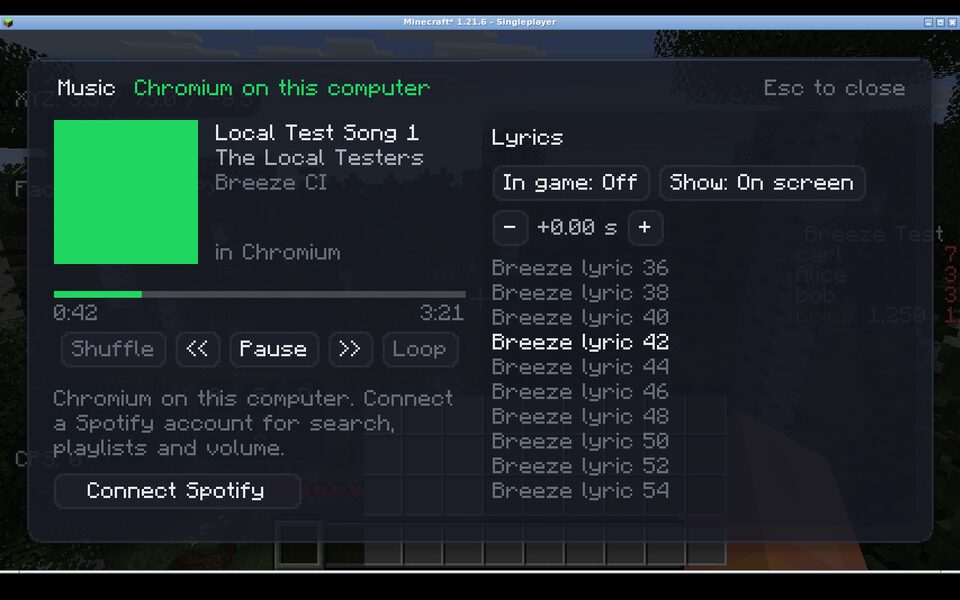 Minecraft* 1.21.6 - Singleplayer
Music Chromium on this computer
Esc to close
Local Test Song 1
The Local Testers
Breeze CI
in Chromium
0:42 3:21
Shuffle << Pause >> Loop
Chromium on this computer. Connect
a Spotify account for search,
playlists and volume.
Connect Spotify
Lyrics
In game: Off Show: On screen
- +0.00 s +
Breeze lyric 36
Breeze lyric 38
Breeze lyric 40
Breeze lyric 42
Breeze lyric 44
Breeze lyric 46
Breeze lyric 48
Breeze lyric 50
Breeze lyric 52
Breeze lyric 54
Breeze Test
carl 7
Alice 3
bob 3
Coins: 1,250 1